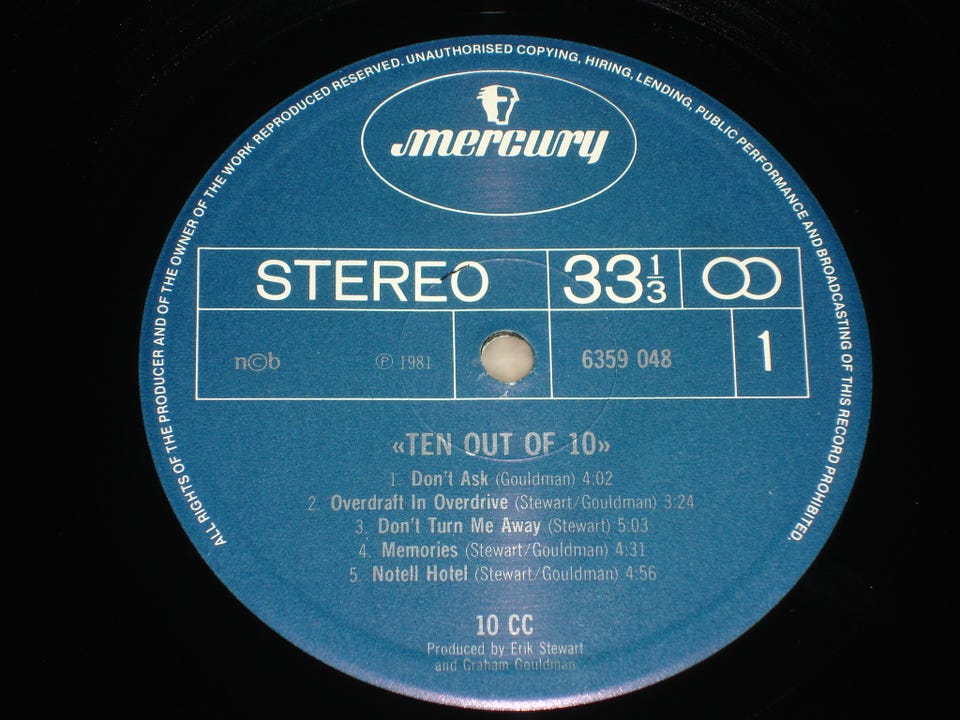 ALL RIGHTS OF THE PRODUCER AND OF THE OWNER OF THE WORK REPRODUCED RESERVED. UNAUTHORISED COPYING, HIRING, LENDING, PUBLIC PERFORMANCE AND BROADCASTING OF THIS RECORD PROHIBITED.
mercury
STEREO 33 1/3
n©b ℗ 1981 6359 048 1
«TEN OUT OF 10»
1. Don't Ask (Gouldman) 4:02
2. Overdraft In Overdrive (Stewart/Gouldman) 3:24
3. Don't Turn Me Away (Stewart) 5:03
4. Memories (Stewart/Gouldman) 4:31
5. Notell Hotel (Stewart/Gouldman) 4:56
10 CC
Produced by Erik Stewart
and Graham Gouldman